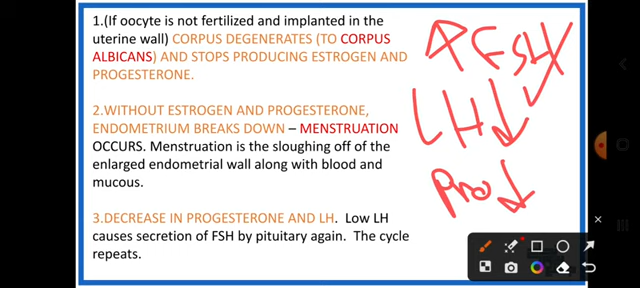 1.(If oocyte is not fertilized and implanted in the
uterine wall) CORPUS DEGENERATES (TO CORPUS
ALBICANS) AND STOPS PRODUCING ESTROGEN AND
PROGESTERONE.
2.WITHOUT ESTROGEN AND PROGESTERONE,
ENDOMETRIUM BREAKS DOWN – MENSTRUATION
OCCURS. Menstruation is the sloughing off of the
enlarged endometrial wall along with blood and
mucous.
3.DECREASE IN PROGESTERONE AND LH. Low LH
causes secretion of FSH by pituitary again. The cycle
repeats.
↑ FSH
LH ↓
Pro ↓